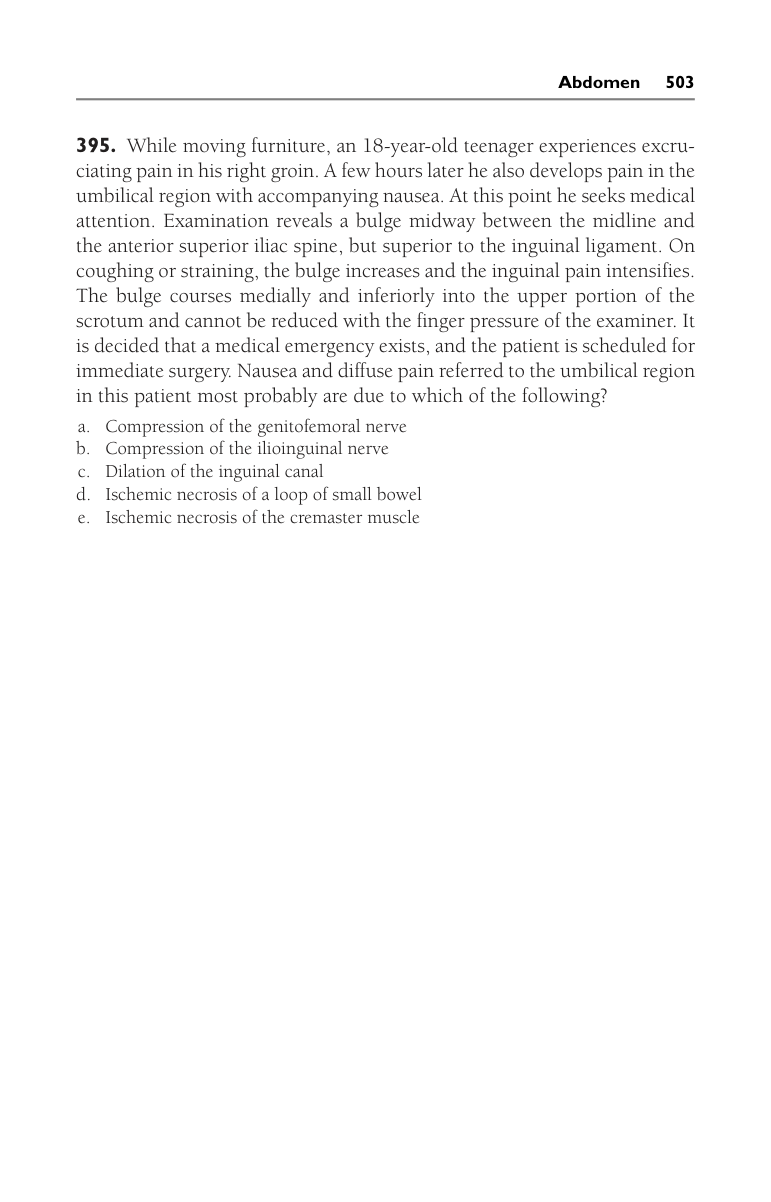 Abdomen 503
395. While moving furniture, an 18-year-old teenager experiences excru-
ciating pain in his right groin. A few hours later he also develops pain in the
umbilical region with accompanying nausea. At this point he seeks medical
attention. Examination reveals a bulge midway between the midline and
the anterior superior iliac spine, but superior to the inguinal ligament. On
coughing or straining, the bulge increases and the inguinal pain intensifies.
The bulge courses medially and inferiorly into the upper portion of the
scrotum and cannot be reduced with the finger pressure of the examiner. It
is decided that a medical emergency exists, and the patient is scheduled for
immediate surgery. Nausea and diffuse pain referred to the umbilical region
in this patient most probably are due to which of the following?
a. Compression of the genitofemoral nerve
b. Compression of the ilioinguinal nerve
c. Dilation of the inguinal canal
d. Ischemic necrosis of a loop of small bowel
e. Ischemic necrosis of the cremaster muscle